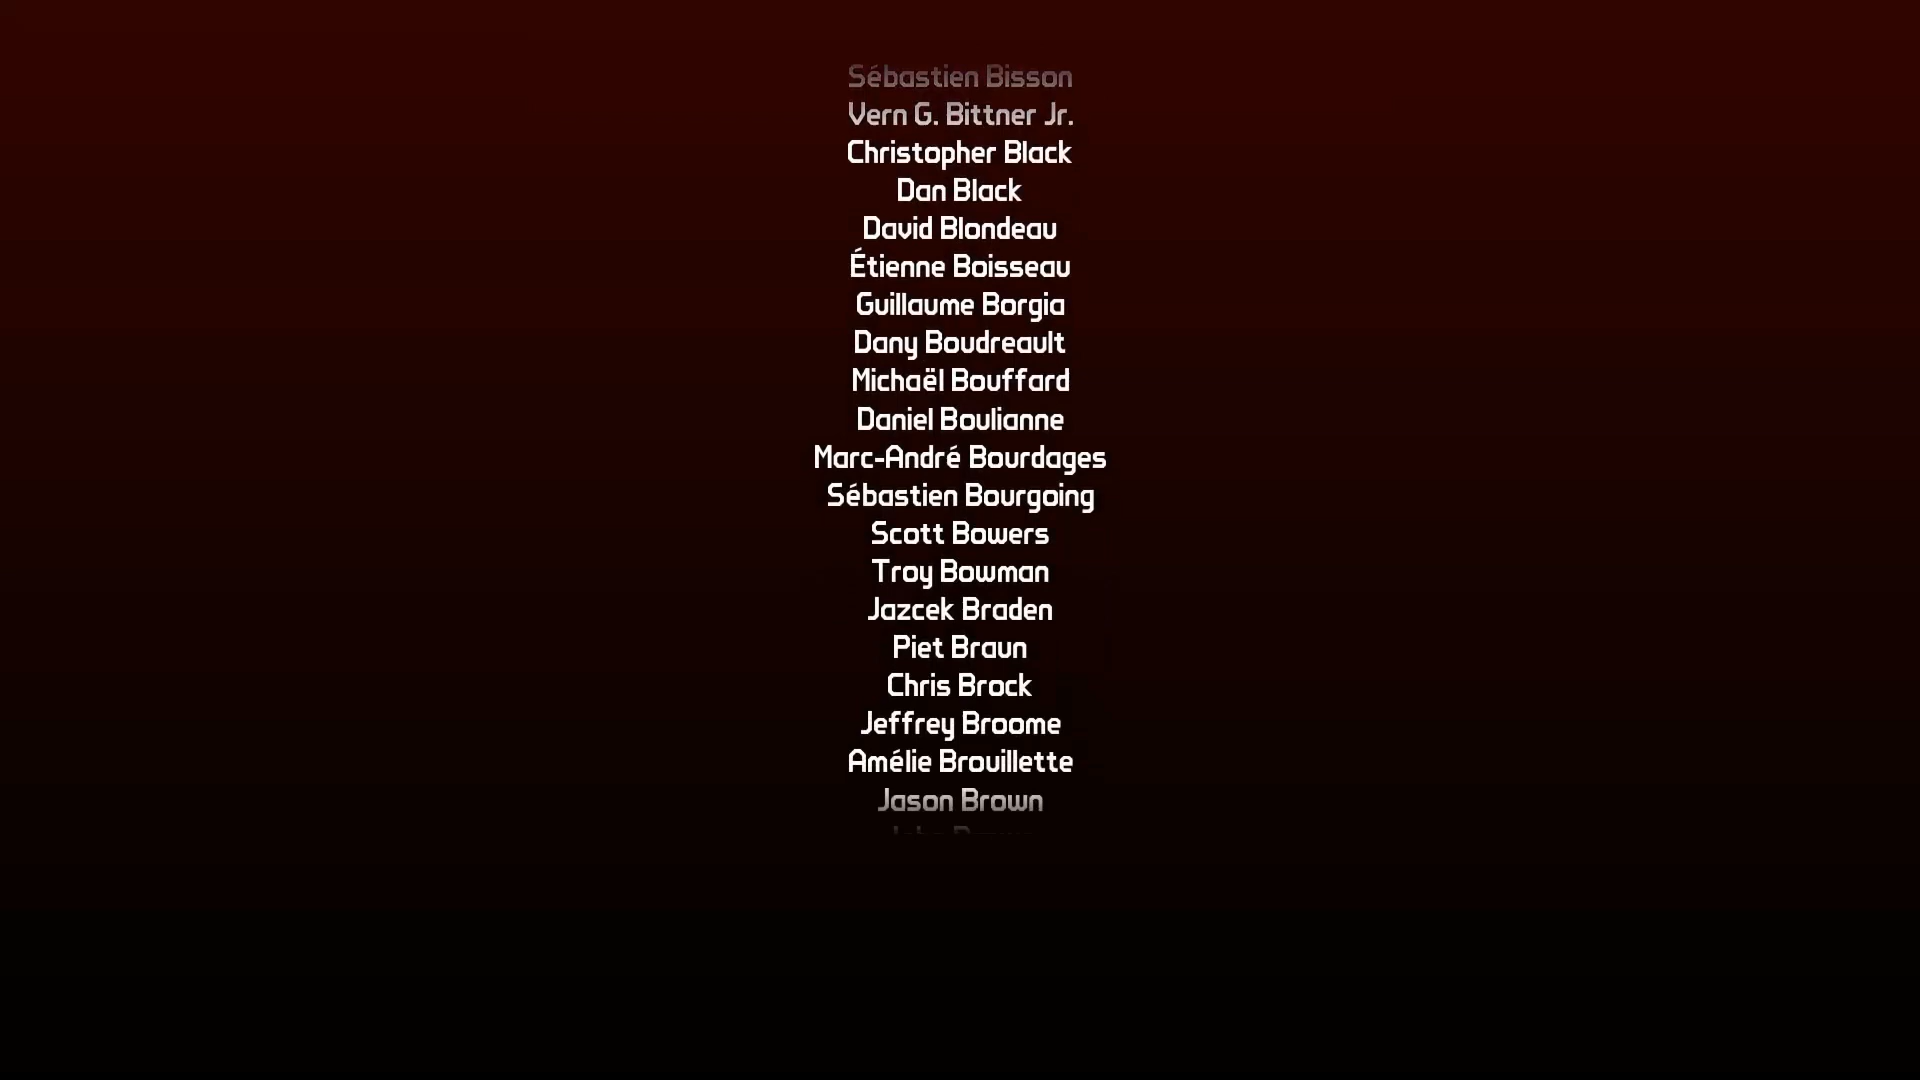 Sébastien Bisson
Vern G. Bittner Jr.
Christopher Black
Dan Black
David Blondeau
Étienne Boisseau
Guillaume Borgia
Dany Boudreault
Michaël Bouffard
Daniel Boulianne
Marc-André Bourdages
Sébastien Bourgoing
Scott Bowers
Troy Bowman
Jazcek Braden
Piet Braun
Chris Brock
Jeffrey Broome
Amélie Brouillette
Jason Brown